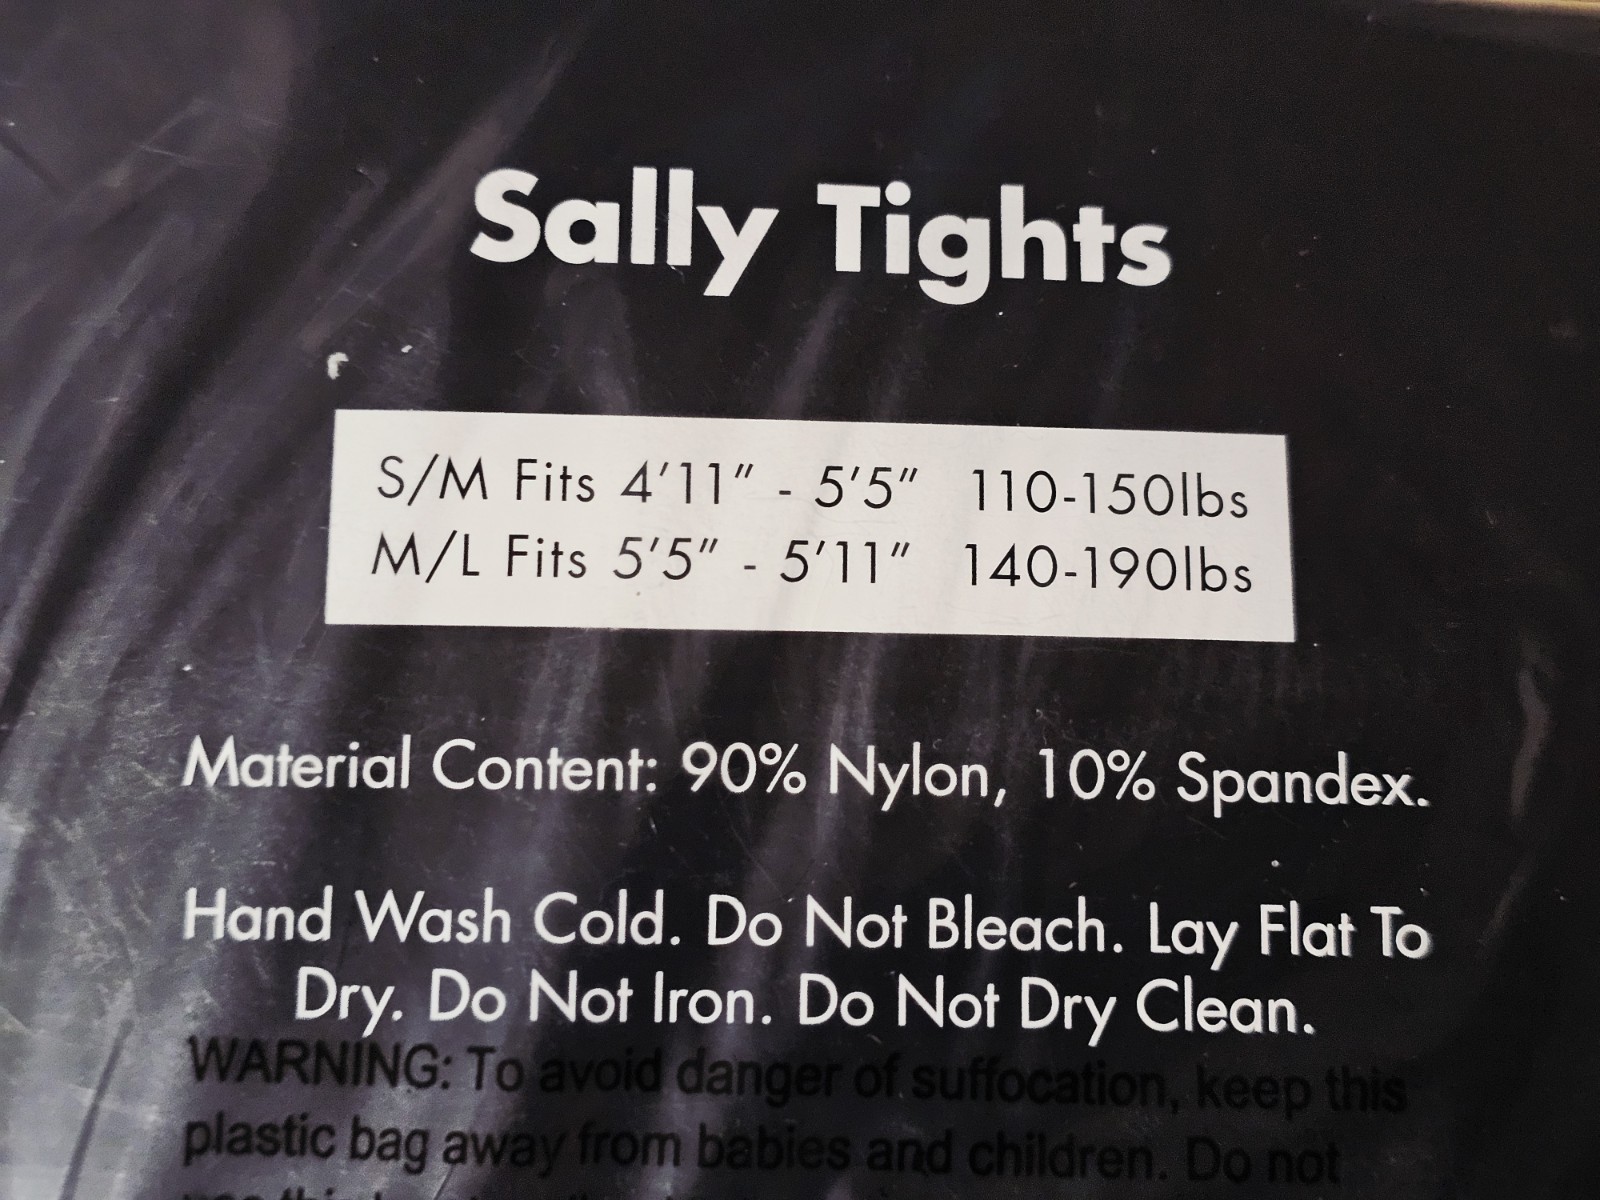 Sally Tights
S/M Fits 4'11" - 5'5" 110-150lbs
M/L Fits 5'5" - 5'11" 140-190lbs
Material Content: 90% Nylon, 10% Spandex.
Hand Wash Cold. Do Not Bleach. Lay Flat To
Dry. Do Not Iron. Do Not Dry Clean.
WARNING: To avoid danger of suffocation, keep this
plastic bag away from babies and children. Do not